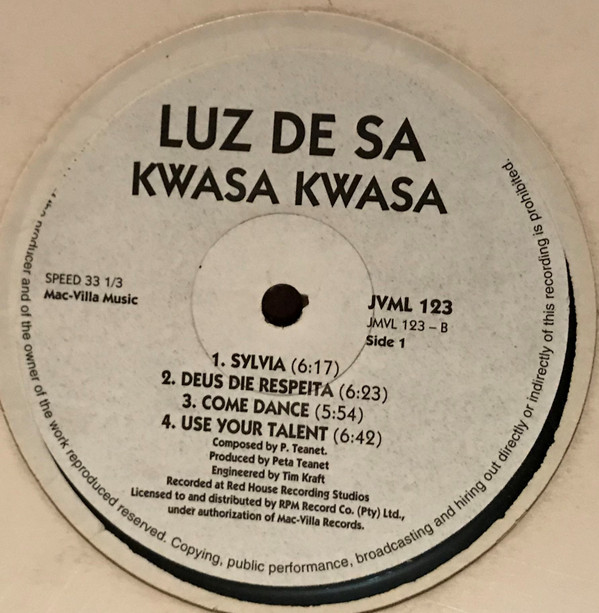 LUZ DE SA
KWASA KWASA
SPEED 33 1/3
Mac-Villa Music
JVML 123
JMVL 123 – B
Side 1
1. SYLVIA (6:17)
2. DEUS DIE RESPEITA (6:23)
3. COME DANCE (5:54)
4. USE YOUR TALENT (6:42)
Composed by P. Teanet.
Produced by Peta Teanet
Engineered by Tim Kraft
Recorded at Red House Recording Studios
Licensed to and distributed by RPM Record Co. (Pty) Ltd.,
under authorization of Mac-Villa Records.
producer and of the owner of the work reproduced reserved. Copying, public performance, broadcasting and hiring out directly or indirectly of this recording is prohibited.